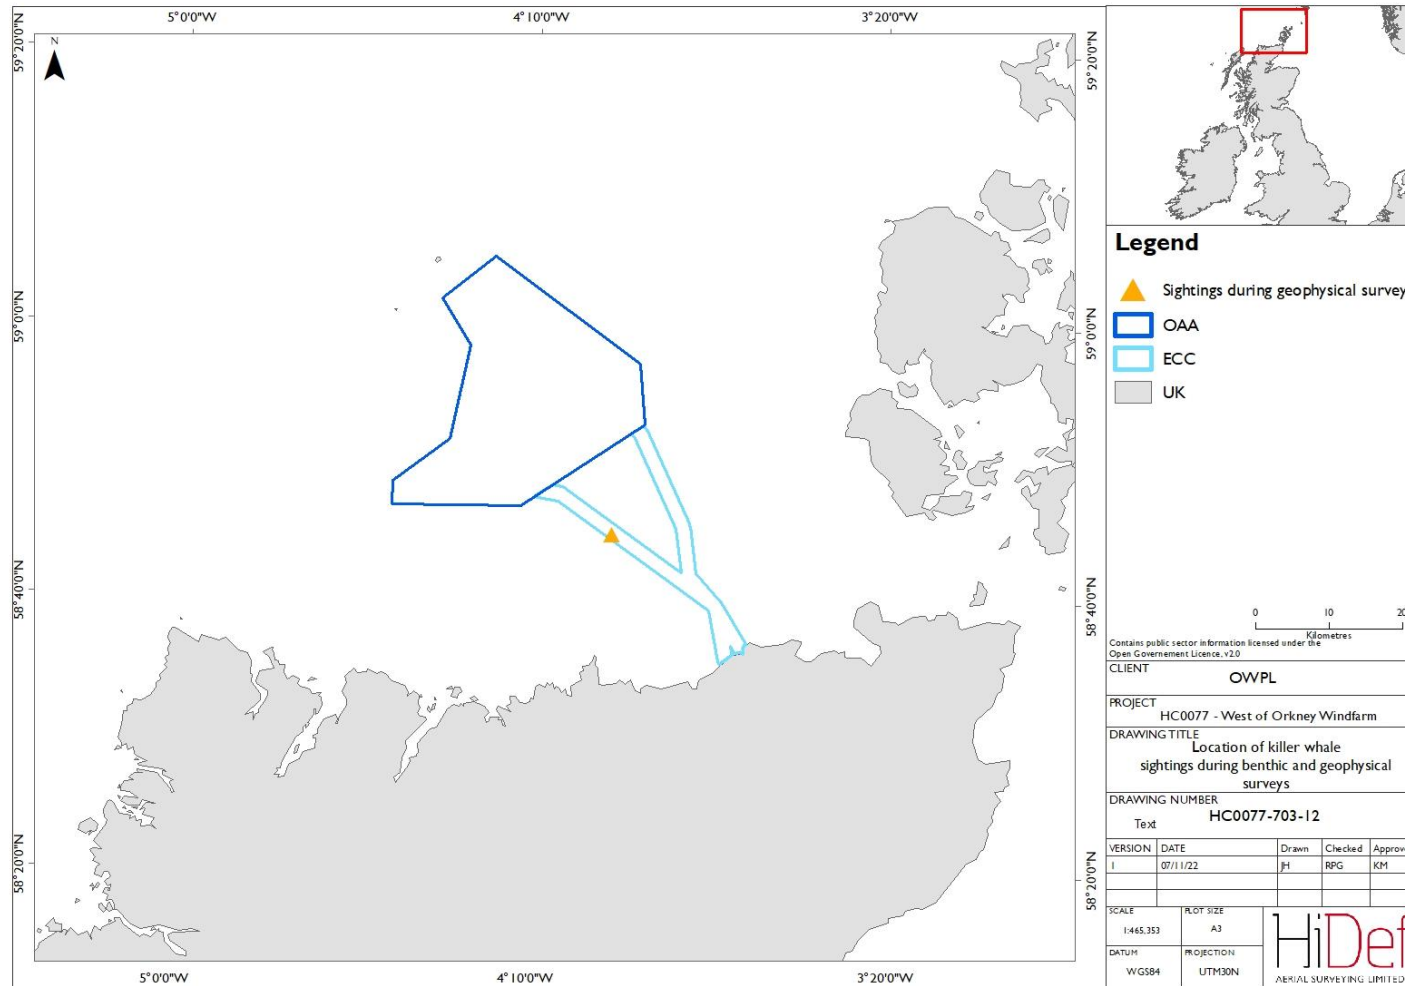 5°0'0"W
4°10'0"W
3°20'0"W
59°20'0"N
59°20'0"N
N
59°0'0"N
59°0'0"N
58°40'0"N
58°40'0"N
58°20'0"N
58°20'0"N
5°0'0"W
4°10'0"W
3°20'0"W
Legend
Sightings during geophysical survey
OAA
ECC
UK
0 10 20
Kilometres
Contains public sector information licensed under the
Open Governement Licence, v2.0
CLIENT
OWPL
PROJECT
HC0077 - West of Orkney Windfarm
DRAWING TITLE
Location of killer whale
sightings during benthic and geophysical
surveys
DRAWING NUMBER
HC0077-703-12
Text
VERSION DATE Drawn Checked Approve
1 07/11/22 JH RPG KM
SCALE PLOT SIZE
1:465,353 A3
DATUM PROJECTION
WGS84 UTM30N
HiDef
AERIAL SURVEYING LIMITED